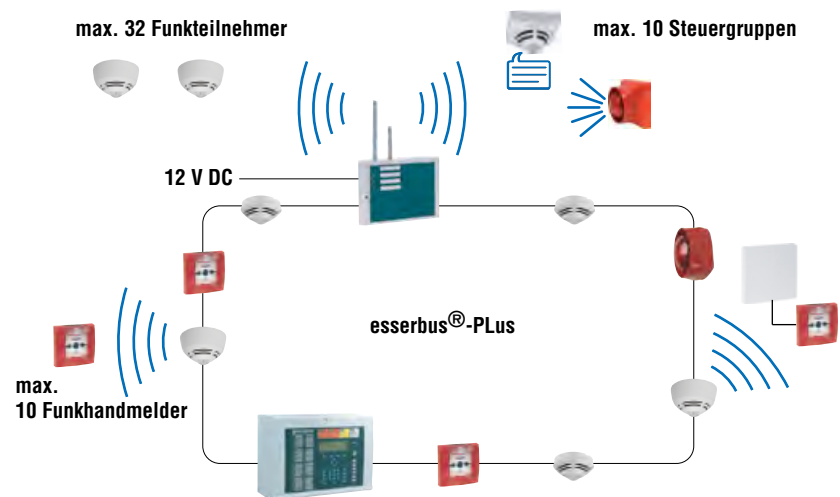 max. 32 Funkteilnehmer
max. 10 Steuergruppen
12 V DC
esserbus®-PLus
max.
10 Funkhandmelder